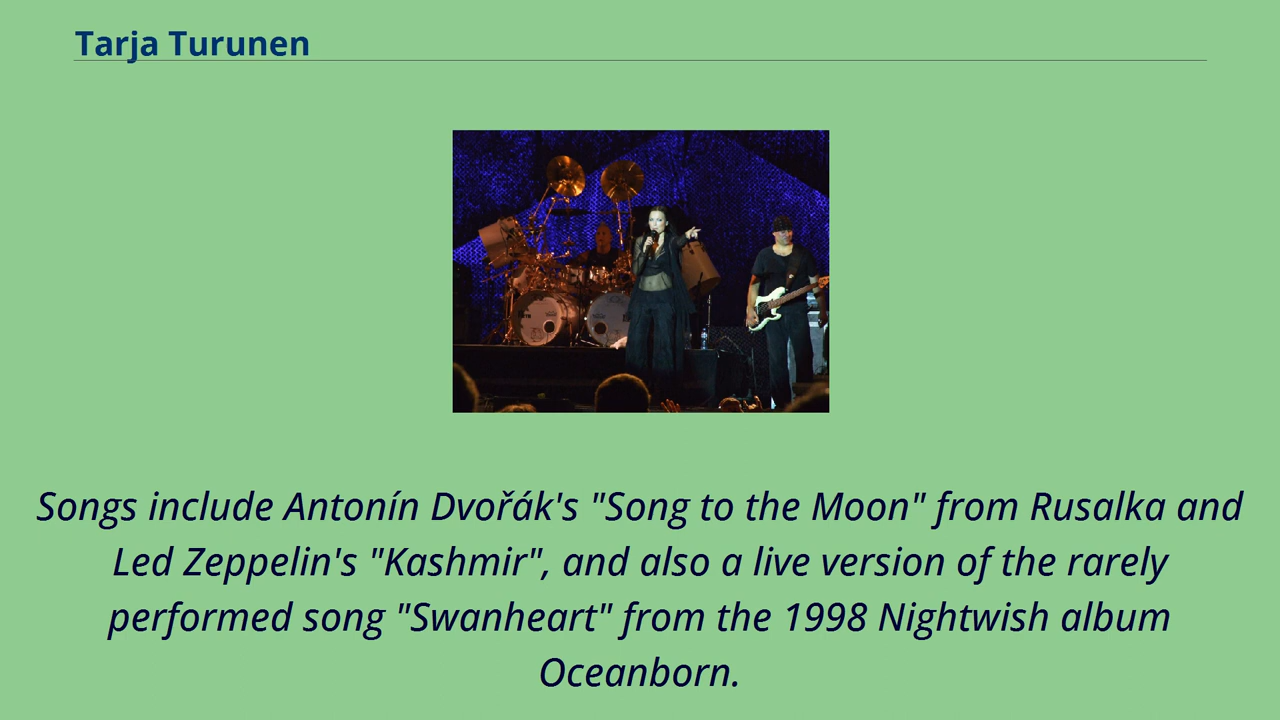 Tarja Turunen
Songs include Antonín Dvořák's "Song to the Moon" from Rusalka and
Led Zeppelin's "Kashmir", and also a live version of the rarely
performed song "Swanheart" from the 1998 Nightwish album
Oceanborn.